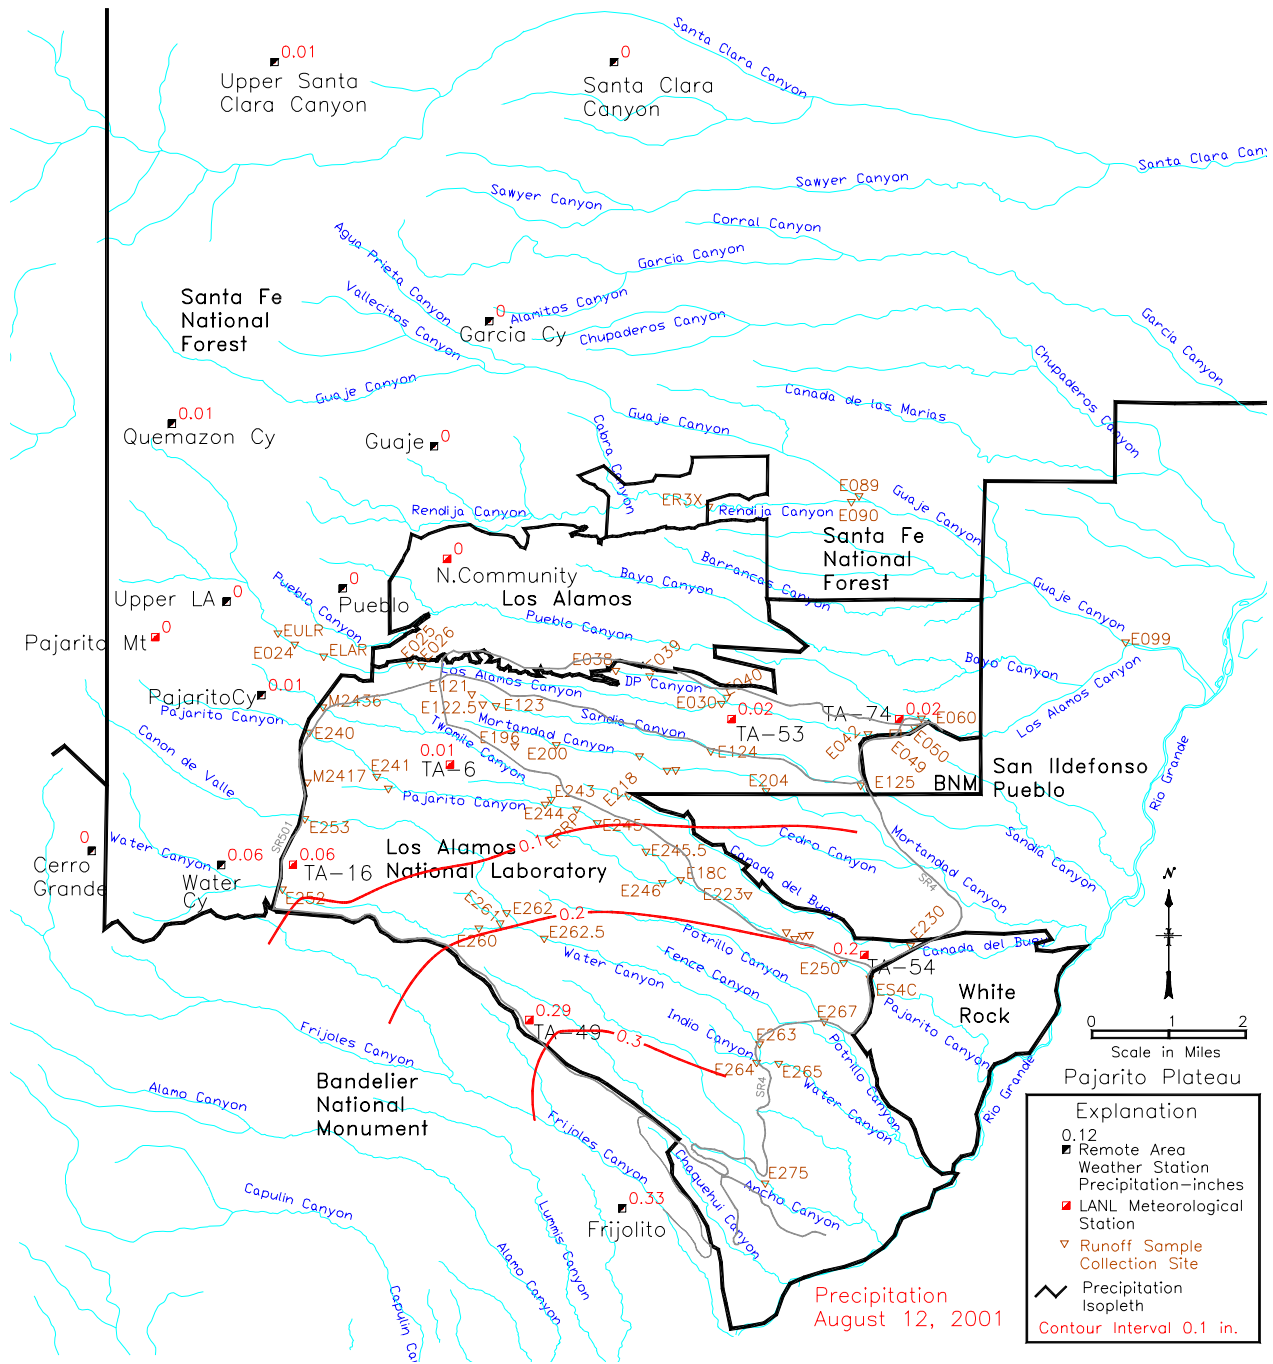 Santa Clara Canyon
0.01
Upper Santa
Clara Canyon
0
Santa Clara
Canyon
Santa Clara Cany
Sawyer Canyon
Sawyer Canyon
Corral Canyon
Garcia Canyon
Agua Prieta Canyon
Vallecitos Canyon
Santa Fe
National
Forest
0
Alamitos Canyon
Garcia Cy
Chupaderos Canyon
Garcia Canyon
Chupaderos Canyon
Guaje Canyon
Canada de las Marias
0.01
Quemazon Cy
Guaje
0
Cabra Canyon
Guaje Canyon
ER3X
E089
E090
Guaje Canyon
Rendija Canyon
Rendija Canyon
Santa Fe
National
Forest
0
N.Community
Los Alamos
Barrancas Canyon
Bayo Canyon
Pueblo Canyon
0
Upper LA
0
Pueblo
Pueblo Canyon
Guaje Canyon
0
Pajarito Mt
EULR
E024
ELAR
E025
E026
E038
E039
E099
Bayo Canyon
Los Alamos Canyon
DP Canyon
E040
E030
Los Alamos Canyon
0.01
PajaritoCy
Pajarito Canyon
M2436
E121
E122.5
E123
Sandia Canyon
0.02
TA-53
TA-74
0.02
E060
E050
E049
E042
E240
Twomile Canyon
Mortandad Canyon
E196
E200
E124
Canon de Valle
0.01
TA-6
M2417
E241
E204
E125
BNM
San Ildefonso
Pueblo
Rio Grande
Pajarito Canyon
E243
E244
E218
EPRP
E245
E253
SR501
Water Canyon
0
Cerro
Grande
0.06
Water
Cy
0.06
TA-16
Los Alamos
National Laboratory
0.1
Cedro Canyon
Canada del Buey
E245.5
E246
E18C
E223
Mortandad Canyon
Sandia Canyon
SR4
N
E252
E261
E262
E260
E262.5
0.2
Potrillo Canyon
Fence Canyon
Water Canyon
0.2
TA-54
E250
E230
Canada del Buey
ES4C
White
Rock
0.29
TA-49
0.3
Indio Canyon
E267
E263
E264
E265
Pajarito Canyon
Potrillo Canyon
Water Canyon
SR4
Rio Grande
0 1 2
Scale in Miles
Pajarito Plateau
Frijoles Canyon
Alamo Canyon
Bandelier
National
Monument
Frijoles Canyon
Chaquehui Canyon
E275
Ancho Canyon
Capulin Canyon
Lummis Canyon
Alamo Canyon
Capulin Can
0.33
Frijolito
Precipitation
August 12, 2001
Explanation
0.12
Remote Area
Weather Station
Precipitation-inches
LANL Meteorological
Station
Runoff Sample
Collection Site
Precipitation
Isopleth
Contour Interval 0.1 in.